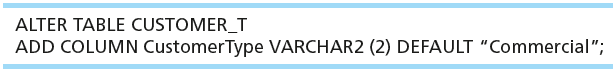 ALTER TABLE CUSTOMER_T
ADD COLUMN CustomerType VARCHAR2 (2) DEFAULT “Commercial”;